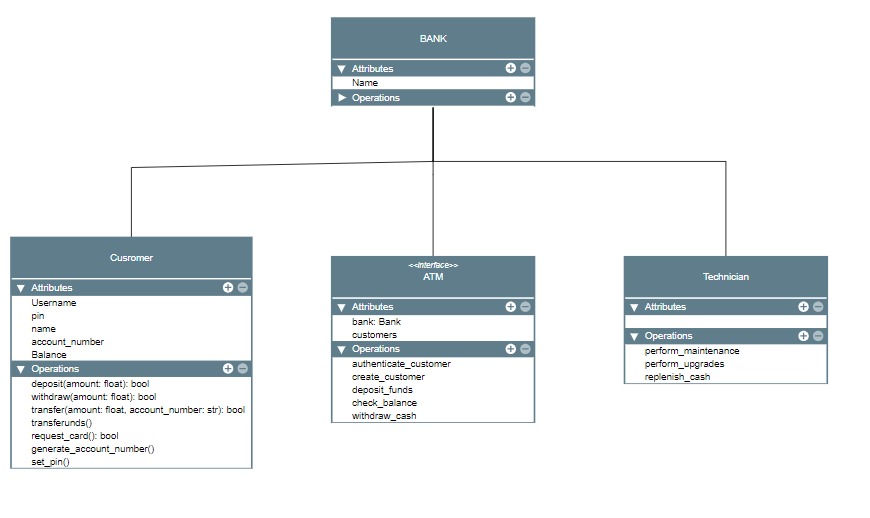 BANK
Attributes
Name
Operations
Cusromer
Attributes
Username
pin
name
account_number
Balance
Operations
deposit(amount: float): bool
withdraw(amount: float): bool
transfer(amount: float, account_number: str): bool
transferunds()
request_card(): bool
generate_account_number()
set_pin()
<<interface>>
ATM
Attributes
bank: Bank
customers
Operations
authenticate_customer
create_customer
deposit_funds
check_balance
withdraw_cash
Technician
Attributes
Operations
perform_maintenance
perform_upgrades
replenish_cash